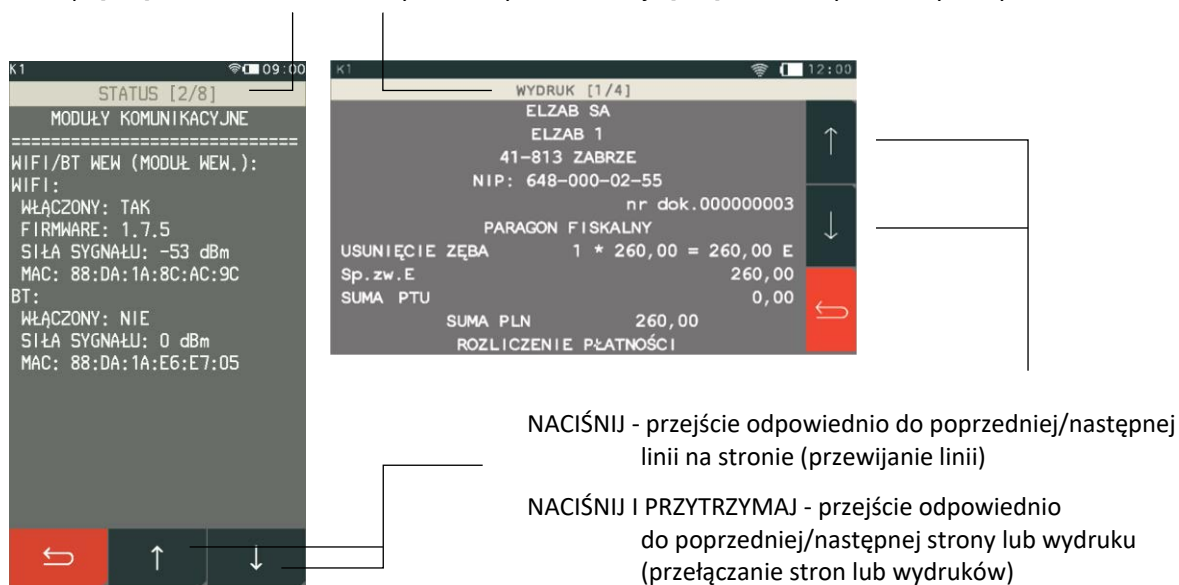 K1 09:00
STATUS [2/8]
MODUŁY KOMUNIKACYJNE
==============================
WIFI/BT WEW (MODUŁ WEW.):
WIFI:
WŁĄCZONY: TAK
FIRMWARE: 1.7.5
SIŁA SYGNAŁU: -53 dBm
MAC: 88:DA:1A:8C:AC:9C
BT:
WŁĄCZONY: NIE
SIŁA SYGNAŁU: 0 dBm
MAC: 88:DA:1A:E6:E7:05
K1 12:00
WYDRUK [1/4]
ELZAB SA
ELZAB 1
41-813 ZABRZE
NIP: 648-000-02-55
nr dok.000000003
PARAGON FISKALNY
USUNIĘCIE ZĘBA 1 * 260,00 = 260,00 E
Sp.zw.E 260,00
SUMA PTU 0,00
SUMA PLN 260,00
ROZLICZENIE PŁATNOŚCI
NACIŚNIJ - przejście odpowiednio do poprzedniej/następnej
linii na stronie (przewijanie linii)
NACIŚNIJ I PRZYTRZYMAJ - przejście odpowiednio
do poprzedniej/następnej strony lub wydruku
(przełączanie stron lub wydruków)